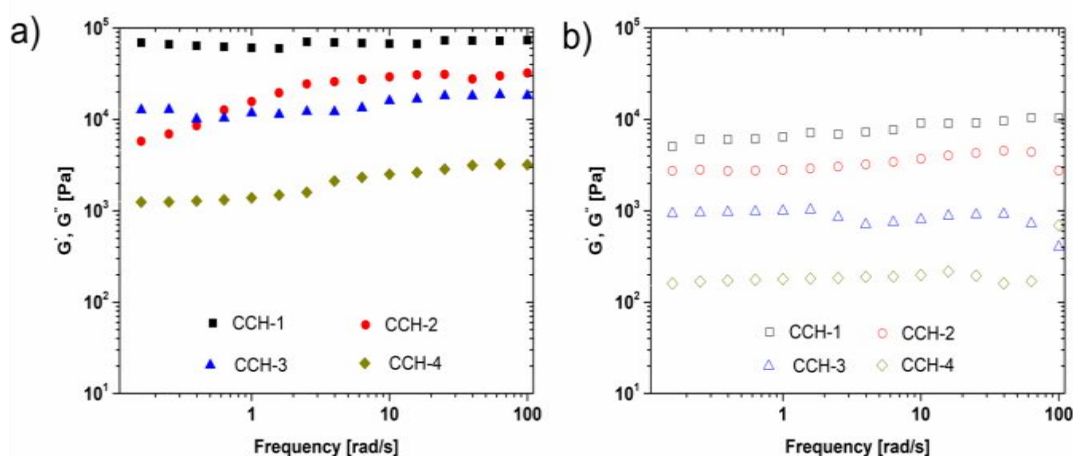 a)
10^5
10^4
10^3
10^2
10^1
G', G'' [Pa]
CCH-1 CCH-2
CCH-3 CCH-4
1 10 100
Frequency [rad/s]
b)
10^5
10^4
10^3
10^2
10^1
G', G'' [Pa]
CCH-1 CCH-2
CCH-3 CCH-4
1 10 100
Frequency [rad/s]